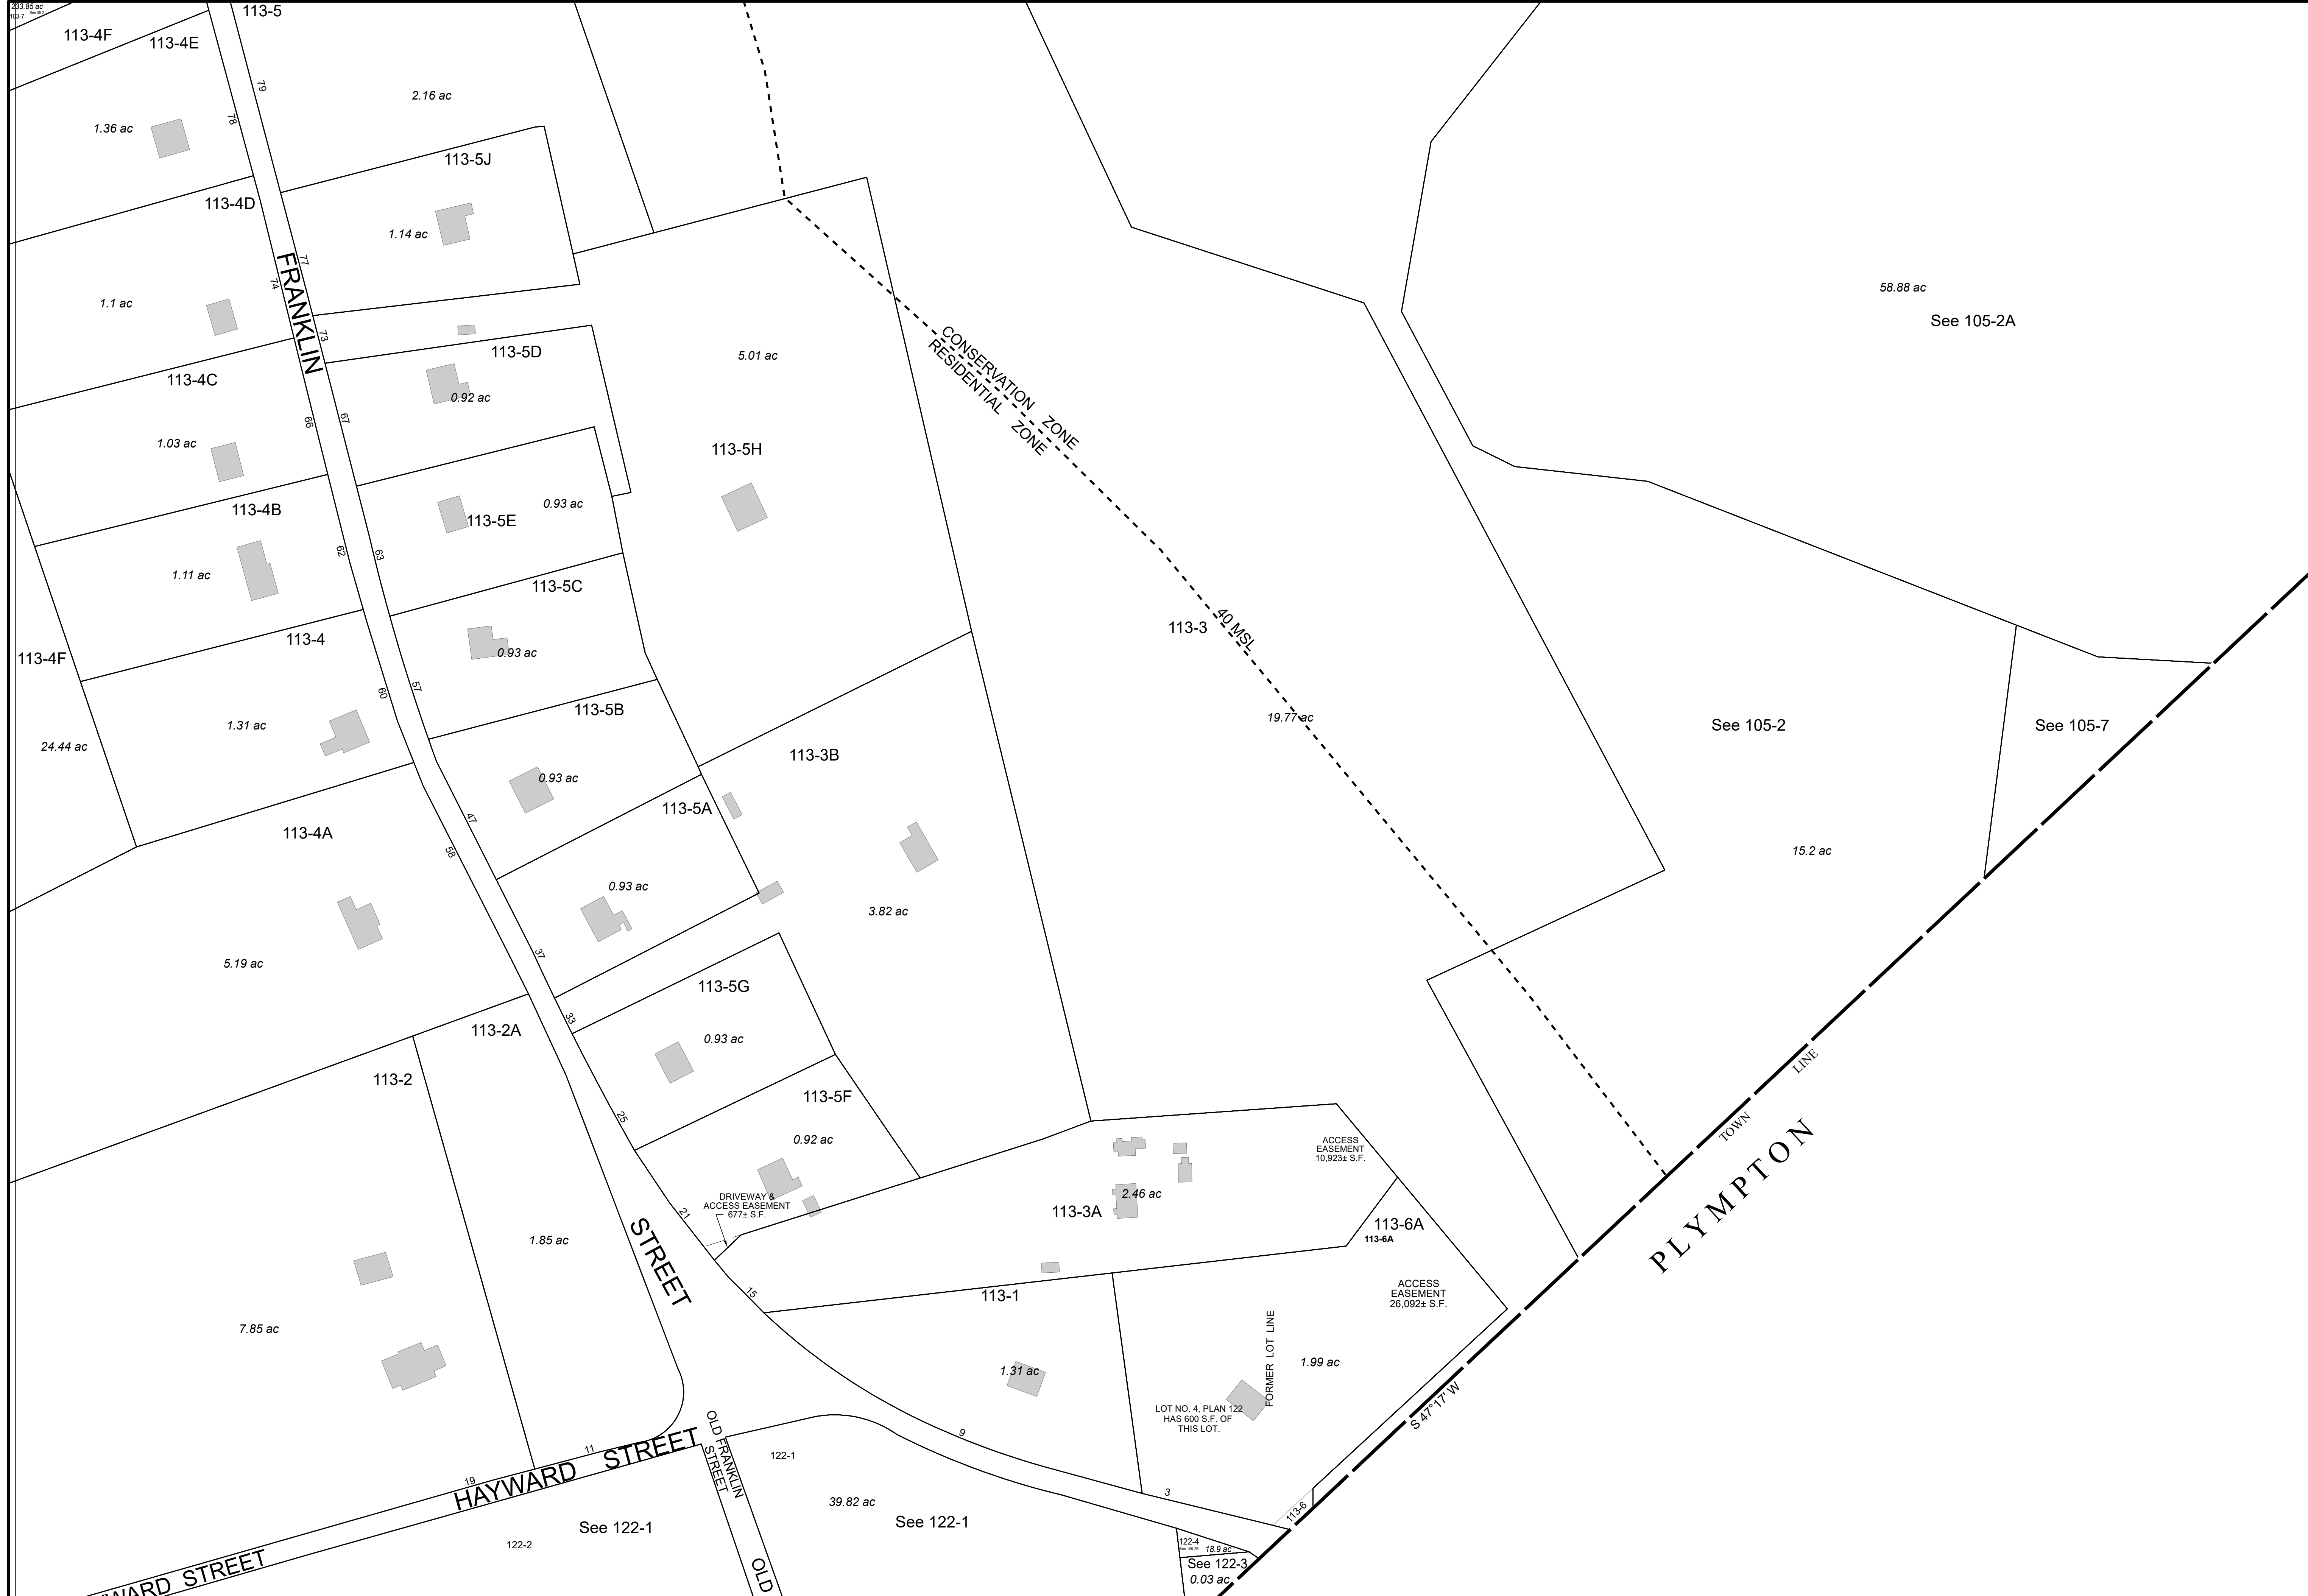 233.85 ac
103-7
113-5
113-4F
113-4E
79
2.16 ac
78
1.36 ac
113-5J
113-4D
1.14 ac
77
74
FRANKLIN
58.88 ac
1.1 ac
See 105-2A
73
CONSERVATION ZONE
RESIDENTIAL ZONE
113-5D
5.01 ac
113-4C
0.92 ac
66
67
1.03 ac
113-5H
113-4B
0.93 ac
113-5E
62
63
1.11 ac
113-5C
113-3
40 MSL
113-4
0.93 ac
113-4F
60
57
113-5B
19.77 ac
1.31 ac
See 105-2
See 105-7
24.44 ac
113-3B
0.93 ac
113-5A
47
113-4A
58
15.2 ac
0.93 ac
3.82 ac
37
5.19 ac
113-5G
33
113-2A
0.93 ac
TOWN LINE
113-2
113-5F
25
0.92 ac
ACCESS
EASEMENT
10,923± S.F.
PLYMPTON
DRIVEWAY &
ACCESS EASEMENT
677± S.F.
2.46 ac
21
113-3A
113-6A
113-6A
1.85 ac
STREET
ACCESS
EASEMENT
26,092± S.F.
15
113-1
7.85 ac
FORMER LOT LINE
1.31 ac
1.99 ac
LOT NO. 4, PLAN 122
HAS 600 S.F. OF
THIS LOT.
S 47°17' W
9
11
OLD FRANKLIN
STREET
HAYWARD STREET
19
122-1
3
39.82 ac
113-6
See 122-1
See 122-1
122-2
122-4
18.9 ac
See 122-3
0.03 ac
OLD
WARD STREET